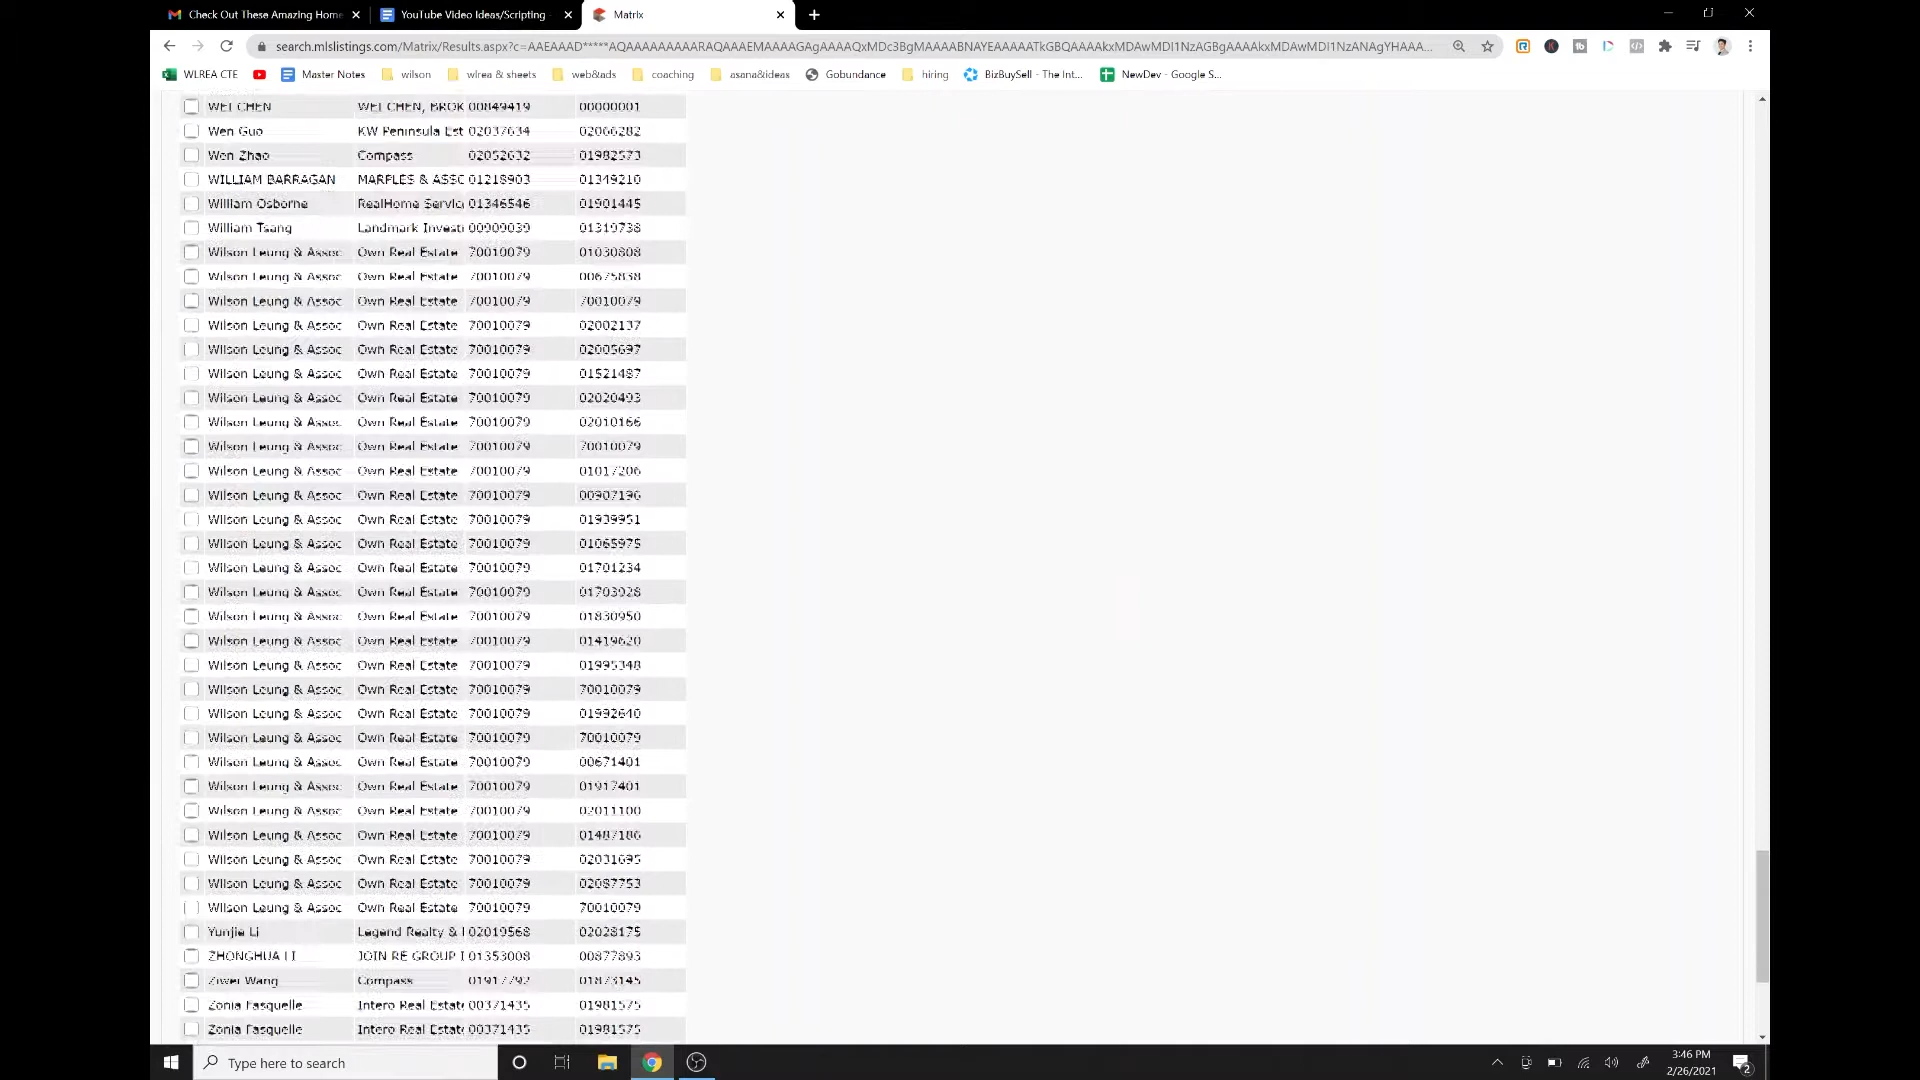 Check Out These Amazing Home
YouTube Video Ideas/Scripting
Matrix
search.mlslistings.com/Matrix/Results.aspx?c=AAEAAAD*****AQAAAAAAAAARAQAAAEMAAAAGAgAAAAQxMDc3BgMAAAABNAYEAAAAATkGBQAAAAkxMDAwMDI1NzAGBgAAAAkxMDAwMDI1NzANAgYHAAA...
WLREA CTE
Master Notes
wilson
wlrea & sheets
web&ads
coaching
asana&ideas
Gobundance
hiring
BizBuySell - The Int...
NewDev - Google S...
WEI CHEN WEI CHEN, BROK 00849419 00000001
Wen Guo KW Peninsula Est 02037634 02066282
Wen Zhao Compass 02052632 01982573
WILLIAM BARRAGAN MARPLES & ASSC 01218903 01349210
William Osborne RealHome Servic 01346546 01901445
William Tsang Landmark Investi 00909039 01319738
Wilson Leung & Assoc Own Real Estate 70010079 01030808
Wilson Leung & Assoc Own Real Estate 70010079 00675838
Wilson Leung & Assoc Own Real Estate 70010079 70010079
Wilson Leung & Assoc Own Real Estate 70010079 02002137
Wilson Leung & Assoc Own Real Estate 70010079 02005697
Wilson Leung & Assoc Own Real Estate 70010079 01521487
Wilson Leung & Assoc Own Real Estate 70010079 02020493
Wilson Leung & Assoc Own Real Estate 70010079 02010166
Wilson Leung & Assoc Own Real Estate 70010079 70010079
Wilson Leung & Assoc Own Real Estate 70010079 01017206
Wilson Leung & Assoc Own Real Estate 70010079 00907196
Wilson Leung & Assoc Own Real Estate 70010079 01939951
Wilson Leung & Assoc Own Real Estate 70010079 01065975
Wilson Leung & Assoc Own Real Estate 70010079 01701234
Wilson Leung & Assoc Own Real Estate 70010079 01703928
Wilson Leung & Assoc Own Real Estate 70010079 01830950
Wilson Leung & Assoc Own Real Estate 70010079 01419620
Wilson Leung & Assoc Own Real Estate 70010079 01995348
Wilson Leung & Assoc Own Real Estate 70010079 70010079
Wilson Leung & Assoc Own Real Estate 70010079 01992640
Wilson Leung & Assoc Own Real Estate 70010079 70010079
Wilson Leung & Assoc Own Real Estate 70010079 00671401
Wilson Leung & Assoc Own Real Estate 70010079 01917401
Wilson Leung & Assoc Own Real Estate 70010079 02011100
Wilson Leung & Assoc Own Real Estate 70010079 01487186
Wilson Leung & Assoc Own Real Estate 70010079 02031695
Wilson Leung & Assoc Own Real Estate 70010079 02087753
Wilson Leung & Assoc Own Real Estate 70010079 70010079
Yunjie Li Legend Realty & 02019568 02028175
ZHONGHUA LI JOIN RE GROUP I 01353008 00877893
Ziwei Wang Compass 01917792 01873145
Zonia Fasquelle Intero Real Estate 00371435 01981575
Zonia Fasquelle Intero Real Estate 00371435 01981575
Type here to search
3:46 PM
2/26/2021
2